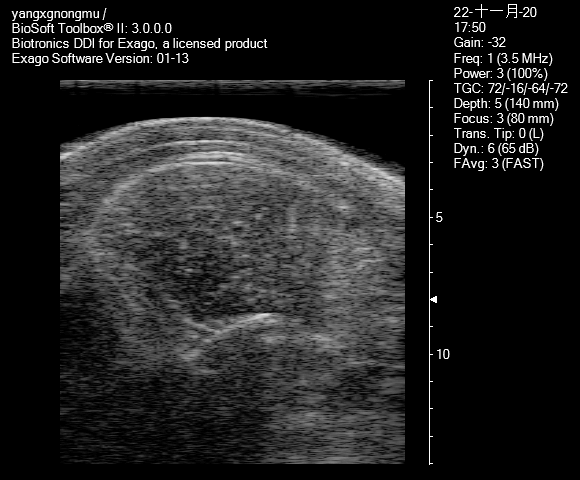 yangxgnongmu /
BioSoft Toolbox® II: 3.0.0.0
Biotronics DDI for Exago, a licensed product
Exago Software Version: 01-13
22-十一月-20
17:50
Gain: -32
Freq: 1 (3.5 MHz)
Power: 3 (100%)
TGC: 72/-16/-64/-72
Depth: 5 (140 mm)
Focus: 3 (80 mm)
Trans. Tip: 0 (L)
Dyn.: 6 (65 dB)
FAvg: 3 (FAST)
5
10